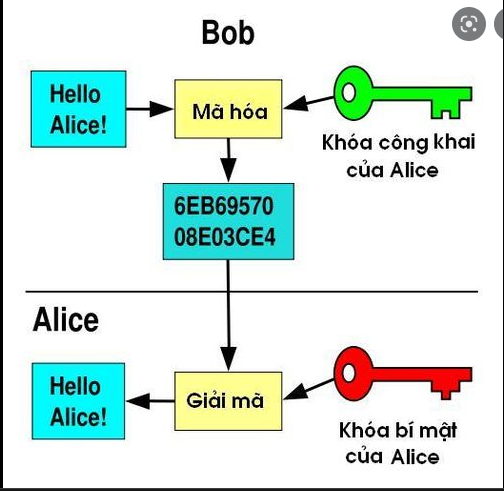 Bob
Hello
Alice!
Mã hóa
Khóa công khai
của Alice
6EB69570
08E03CE4
Alice
Hello
Alice!
Giải mã
Khóa bí mật
của Alice